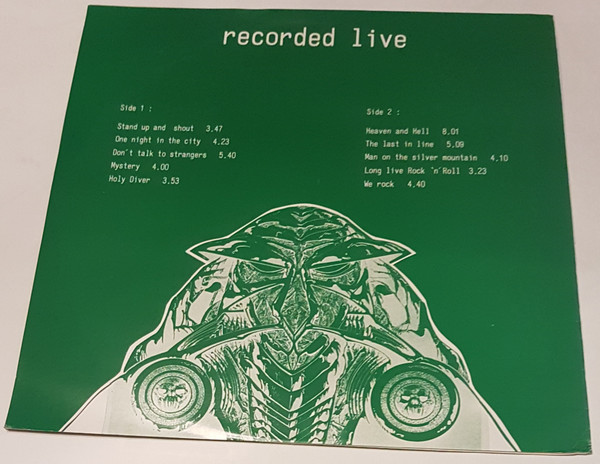 recorded live
Side 1 :
Stand up and shout 3.47
One night in the city 4.23
Don't talk to strangers 5.40
Mystery 4.00
Holy Diver 3.53
Side 2 :
Heaven and Hell 8.01
The last in line 5.09
Man on the silver mountain 4.10
Long live Rock 'n' Roll 3.23
We rock 4.40